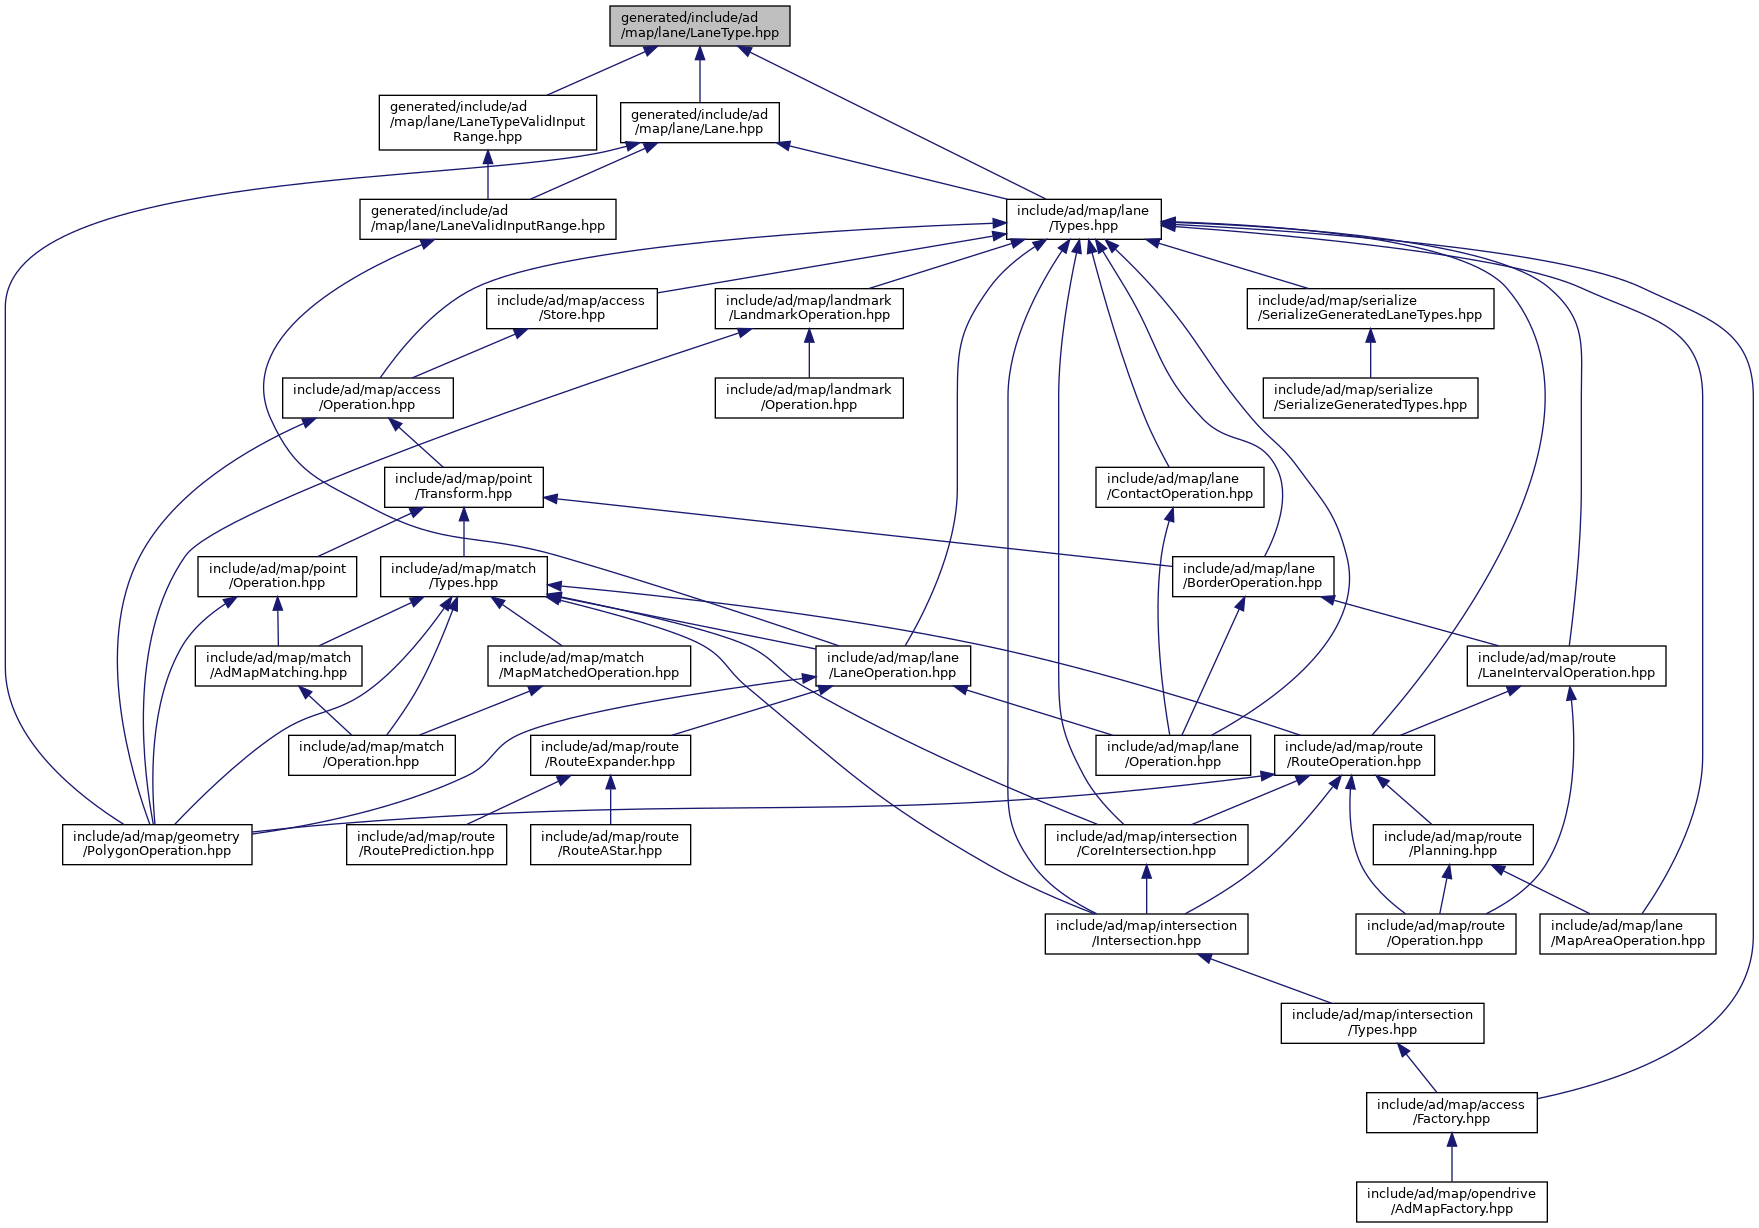 generated/include/ad
/map/lane/LaneType.hpp
generated/include/ad
/map/lane/LaneTypeValidInput
Range.hpp
generated/include/ad
/map/lane/Lane.hpp
generated/include/ad
/map/lane/LaneValidInputRange.hpp
include/ad/map/lane
/Types.hpp
include/ad/map/access
/Store.hpp
include/ad/map/landmark
/LandmarkOperation.hpp
include/ad/map/serialize
/SerializeGeneratedLaneTypes.hpp
include/ad/map/access
/Operation.hpp
include/ad/map/landmark
/Operation.hpp
include/ad/map/serialize
/SerializeGeneratedTypes.hpp
include/ad/map/point
/Transform.hpp
include/ad/map/lane
/ContactOperation.hpp
include/ad/map/point
/Operation.hpp
include/ad/map/match
/Types.hpp
include/ad/map/lane
/BorderOperation.hpp
include/ad/map/match
/AdMapMatching.hpp
include/ad/map/match
/MapMatchedOperation.hpp
include/ad/map/lane
/LaneOperation.hpp
include/ad/map/route
/LaneIntervalOperation.hpp
include/ad/map/match
/Operation.hpp
include/ad/map/route
/RouteExpander.hpp
include/ad/map/lane
/Operation.hpp
include/ad/map/route
/RouteOperation.hpp
include/ad/map/geometry
/PolygonOperation.hpp
include/ad/map/route
/RoutePrediction.hpp
include/ad/map/route
/RouteAStar.hpp
include/ad/map/intersection
/CoreIntersection.hpp
include/ad/map/route
/Planning.hpp
include/ad/map/intersection
/Intersection.hpp
include/ad/map/route
/Operation.hpp
include/ad/map/lane
/MapAreaOperation.hpp
include/ad/map/intersection
/Types.hpp
include/ad/map/access
/Factory.hpp
include/ad/map/opendrive
/AdMapFactory.hpp